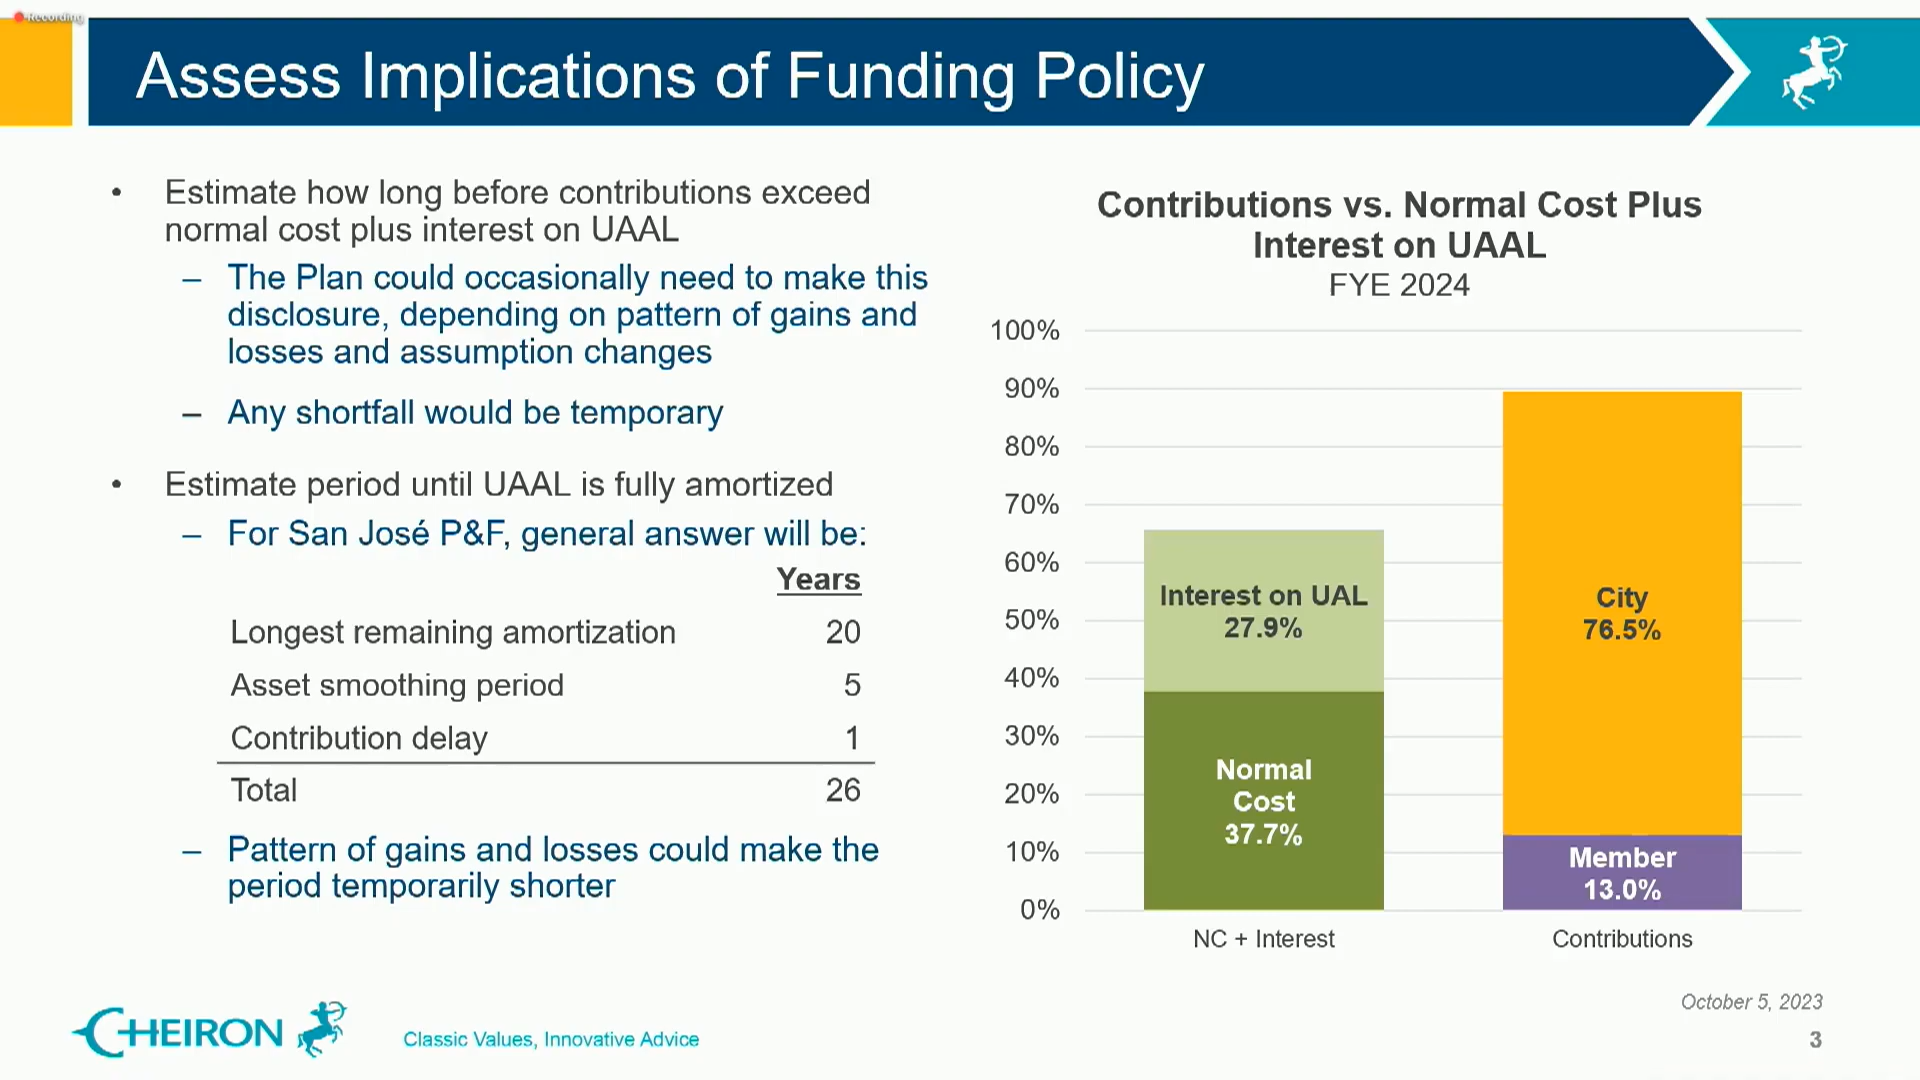 Recording
Assess Implications of Funding Policy
• Estimate how long before contributions exceed
normal cost plus interest on UAAL
– The Plan could occasionally need to make this
disclosure, depending on pattern of gains and
losses and assumption changes
– Any shortfall would be temporary
• Estimate period until UAAL is fully amortized
– For San José P&F, general answer will be:
Years
Longest remaining amortization 20
Asset smoothing period 5
Contribution delay 1
Total 26
– Pattern of gains and losses could make the
period temporarily shorter
Contributions vs. Normal Cost Plus
Interest on UAAL
FYE 2024
100%
90%
80%
70%
60%
50%
40%
30%
20%
10%
0%
Interest on UAL
27.9%
Normal
Cost
37.7%
City
76.5%
Member
13.0%
NC + Interest
Contributions
October 5, 2023
CHEIRON
Classic Values, Innovative Advice
3